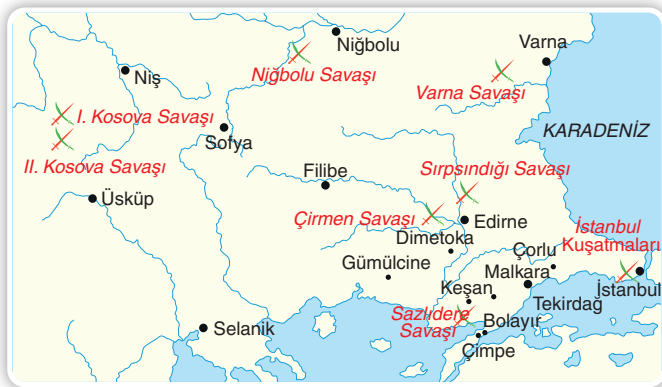 Niğbolu
Varna
Niş
Niğbolu Savaşı
Varna Savaşı
I. Kosova Savaşı
Sofya
KARADENİZ
II. Kosova Savaşı
Filibe
Sırpsındığı Savaşı
Üsküp
Çirmen Savaşı
Edirne
İstanbul
Kuşatmaları
Dimetoka
Çorlu
Gümülcine
Malkara
Keşan
İstanbul
Tekirdağ
Sazlıdere
Savaşı
Bolayır
Selanik
Çimpe